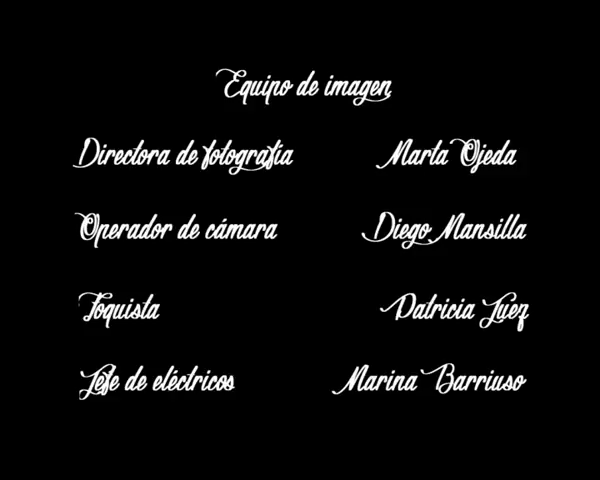 Equipo de imagen
Directora de fotografía Marta Ojeda
Operador de cámara Diego Mansilla
Foquista Patricia Juez
Jefe de eléctricos Marina Barriuso